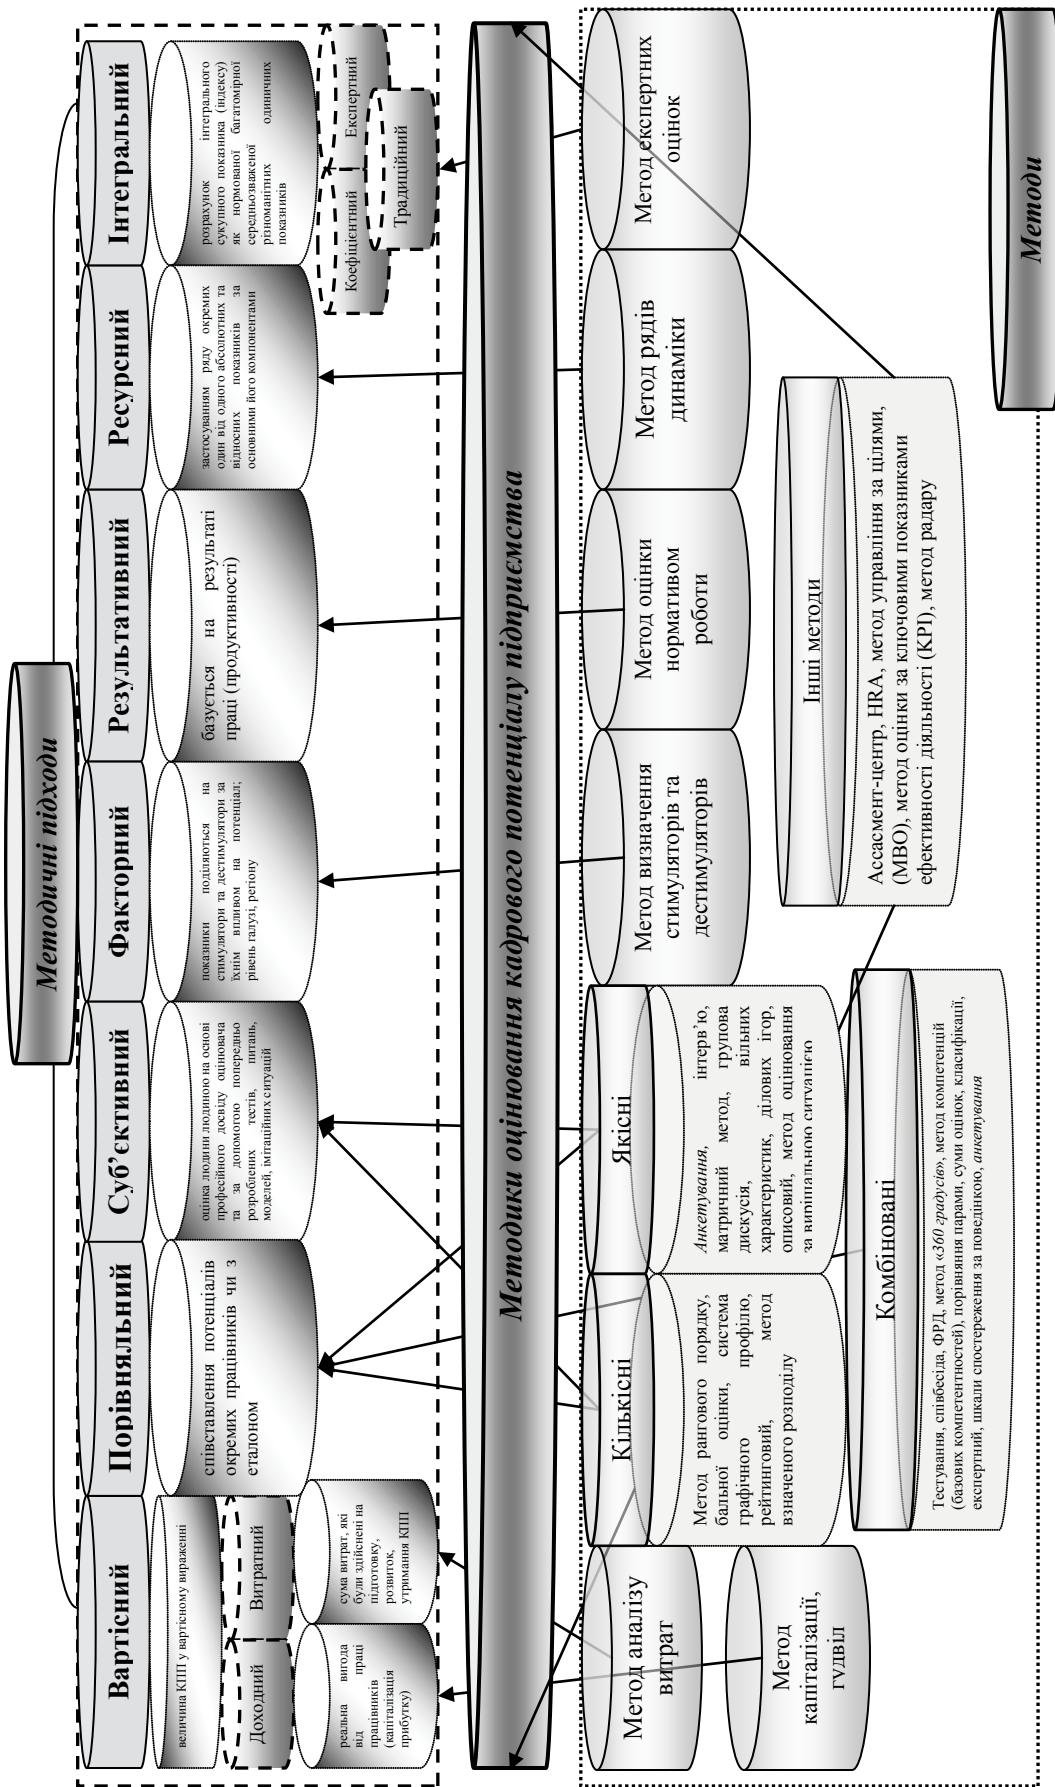 Методичні підходи
Вартісний
Порівняльний
Суб’єктивний
Факторний
Результативний
Ресурсний
Інтегральний
величина КПП у вартісному вираженні
Доходний
Витратний
реальна вигода
від праці
працівників
(капіталізація
прибутку)
сума витрат, які
були здійснені на
підготовку,
розвиток,
утримання КПП
співставлення потенціалів
окремих працівників чи з
еталоном
оцінка людиною на основі
професійного досвіду оцінювача
та за допомогою попередньо
розроблених тестів, питань,
моделей, імітаційних ситуацій
показники поділяються на
стимулятори та дестимулятори за
їхнім впливом на потенціал;
рівень галузі, регіону
базується на результаті
праці (продуктивності)
застосуванням ряду окремих
один від одного абсолютних та
відносних показників за
основними його компонентами
розрахунок інтегрального
сукупного показника (індексу)
як нормованої багатомірної
середньозваженої одиничних
різноманітних
показників
Коефіцієнтний
Експертний
Традиційний
Методики оцінювання кадрового потенціалу підприємства
Метод аналізу
витрат
Метод
капіталізації,
гудвіл
Кількісні
Метод рангового порядку,
бальної оцінки, система
графічного профілю,
рейтинговий, метод
взначеного розподілу
Якісні
Анкетування, інтерв’ю,
матричний метод, групова
дискусія, вільних
характеристик, ділових ігор,
описовий, метод оцінювання
за вирішальною ситуацією
Комбіновані
Тестування, співбесіда, ФРД, метод «360 градусів», метод компетенцій
(базових компетентностей), порівняння парами, суми оцінок, класифікації,
експертний, шкали спостереження за поведінкою, анкетування
Метод визначення
стимуляторів та
дестимуляторів
Метод оцінки
нормативом
роботи
Метод рядів
динаміки
Метод експертних
оцінок
Інші методи
Ассасмент-центр, HRA, метод управління за цілями,
(МВО), метод оцінки за ключовими показниками
ефективності діяльності (KPI), метод радару
Методи